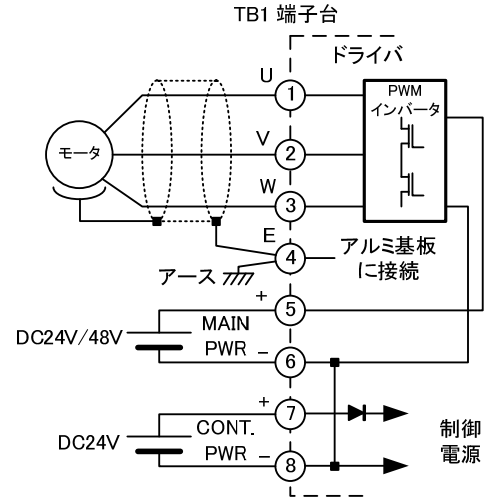 TB1 端子台
ドライバ
U
1
PWM
インバータ
V
モータ
2
W
3
E
アルミ基板
に接続
4
アース
+
5
MAIN
DC24V/48V
PWR
−
6
+
7
制御
電源
CONT.
DC24V
PWR
−
8